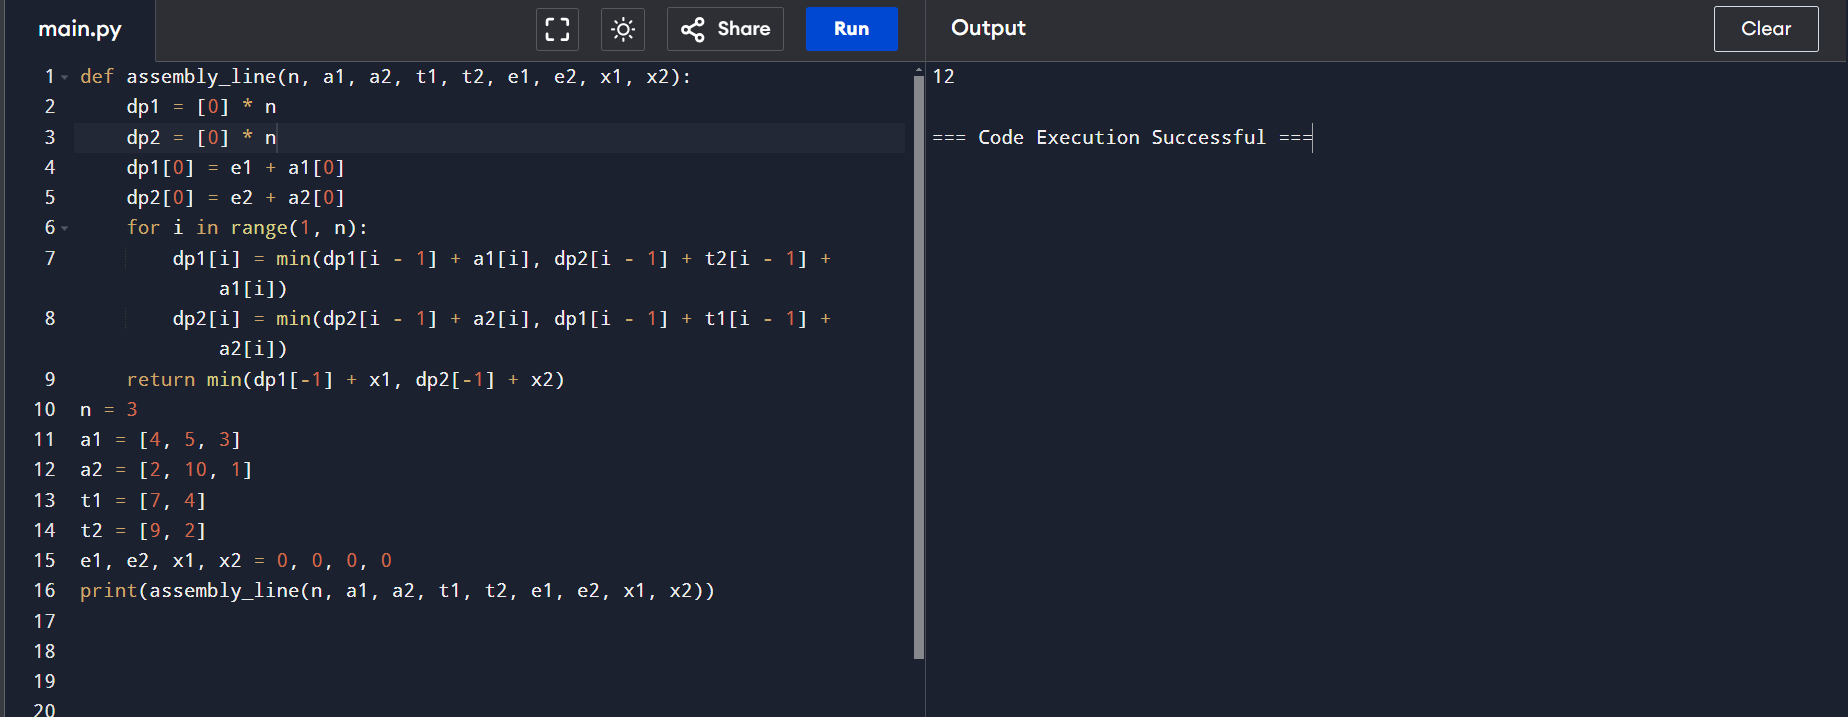 main.py
Share
Run
Output
Clear
1 def assembly_line(n, a1, a2, t1, t2, e1, e2, x1, x2):
2     dp1 = [0] * n
3     dp2 = [0] * n
4     dp1[0] = e1 + a1[0]
5     dp2[0] = e2 + a2[0]
6     for i in range(1, n):
7         dp1[i] = min(dp1[i - 1] + a1[i], dp2[i - 1] + t2[i - 1] +
            a1[i])
8         dp2[i] = min(dp2[i - 1] + a2[i], dp1[i - 1] + t1[i - 1] +
            a2[i])
9     return min(dp1[-1] + x1, dp2[-1] + x2)
10 n = 3
11 a1 = [4, 5, 3]
12 a2 = [2, 10, 1]
13 t1 = [7, 4]
14 t2 = [9, 2]
15 e1, e2, x1, x2 = 0, 0, 0, 0
16 print(assembly_line(n, a1, a2, t1, t2, e1, e2, x1, x2))
17
18
19
20
12
=== Code Execution Successful ===